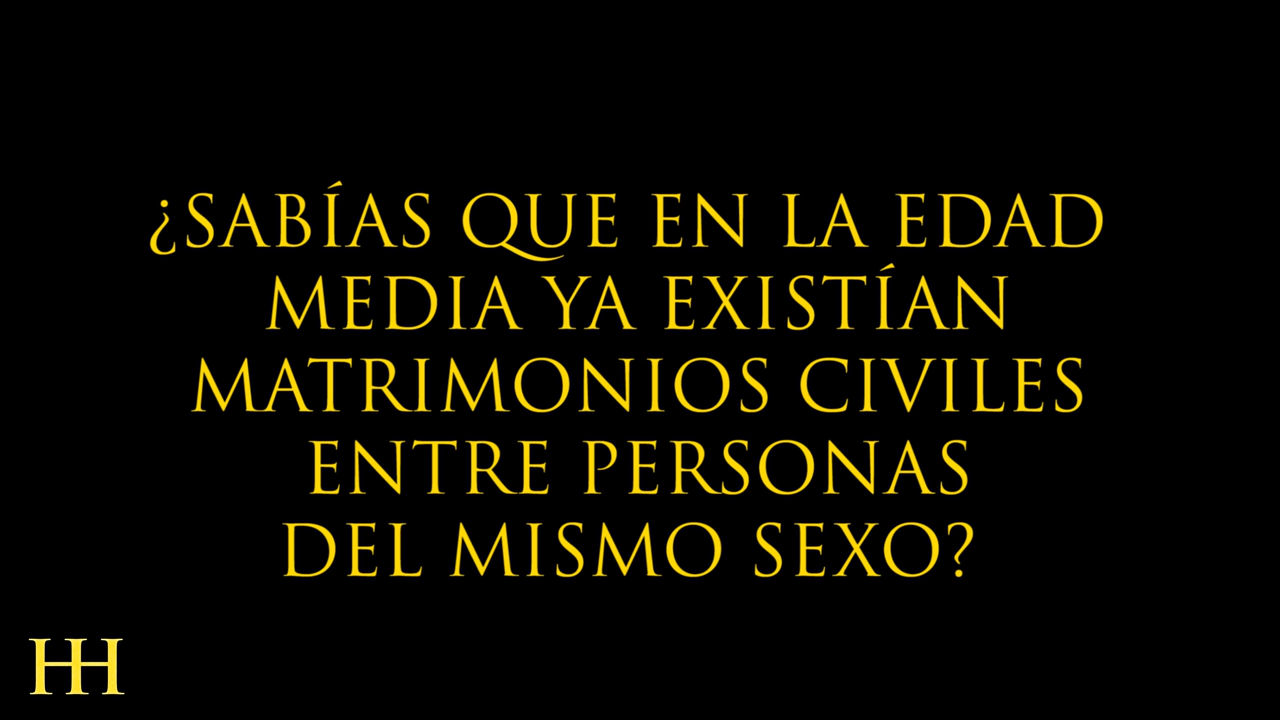 ¿SABÍAS QUE EN LA EDAD
MEDIA YA EXISTÍAN
MATRIMONIOS CIVILES
ENTRE PERSONAS
DEL MISMO SEXO?
HH